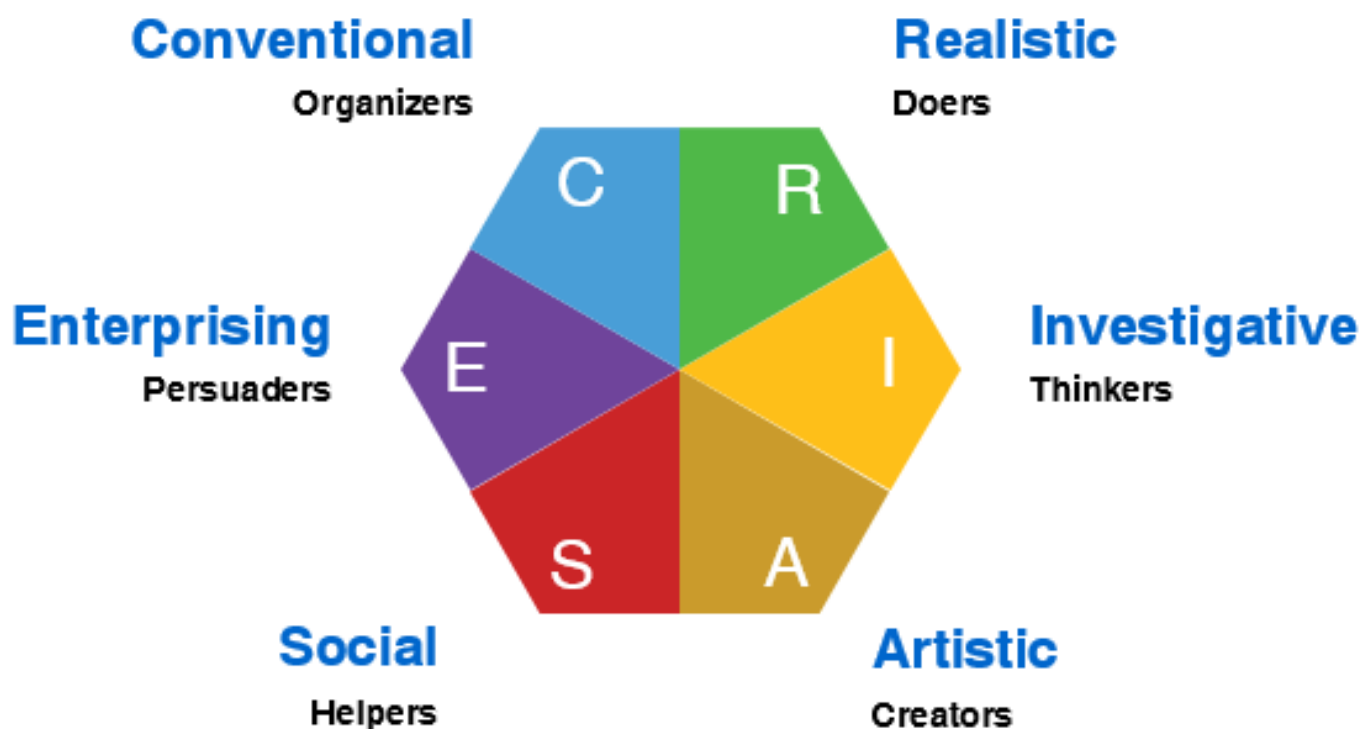 Conventional
Organizers
Realistic
Doers
C
R
Enterprising
Persuaders
E
I
Investigative
Thinkers
S
A
Social
Helpers
Artistic
Creators